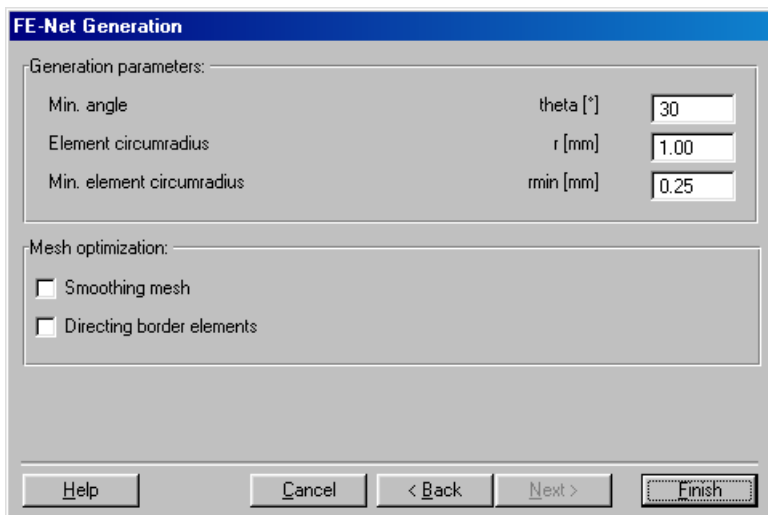 FE-Net Generation
Generation parameters:
Min. angle theta [°] 30
Element circumradius r [mm] 1.00
Min. element circumradius rmin [mm] 0.25
Mesh optimization:
Smoothing mesh
Directing border elements
Help Cancel < Back Next > Finish